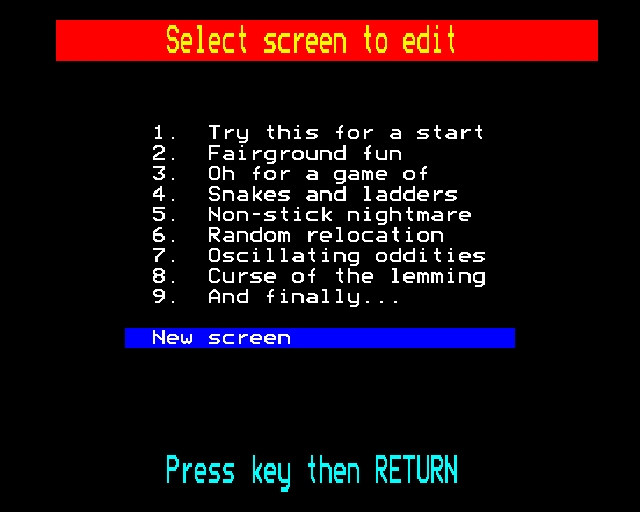 Select screen to edit
1. Try this for a start
2. Fairground fun
3. Oh for a game of
4. Snakes and ladders
5. Non-stick nightmare
6. Random relocation
7. Oscillating oddities
8. Curse of the lemming
9. And finally...
New screen
Press key then RETURN